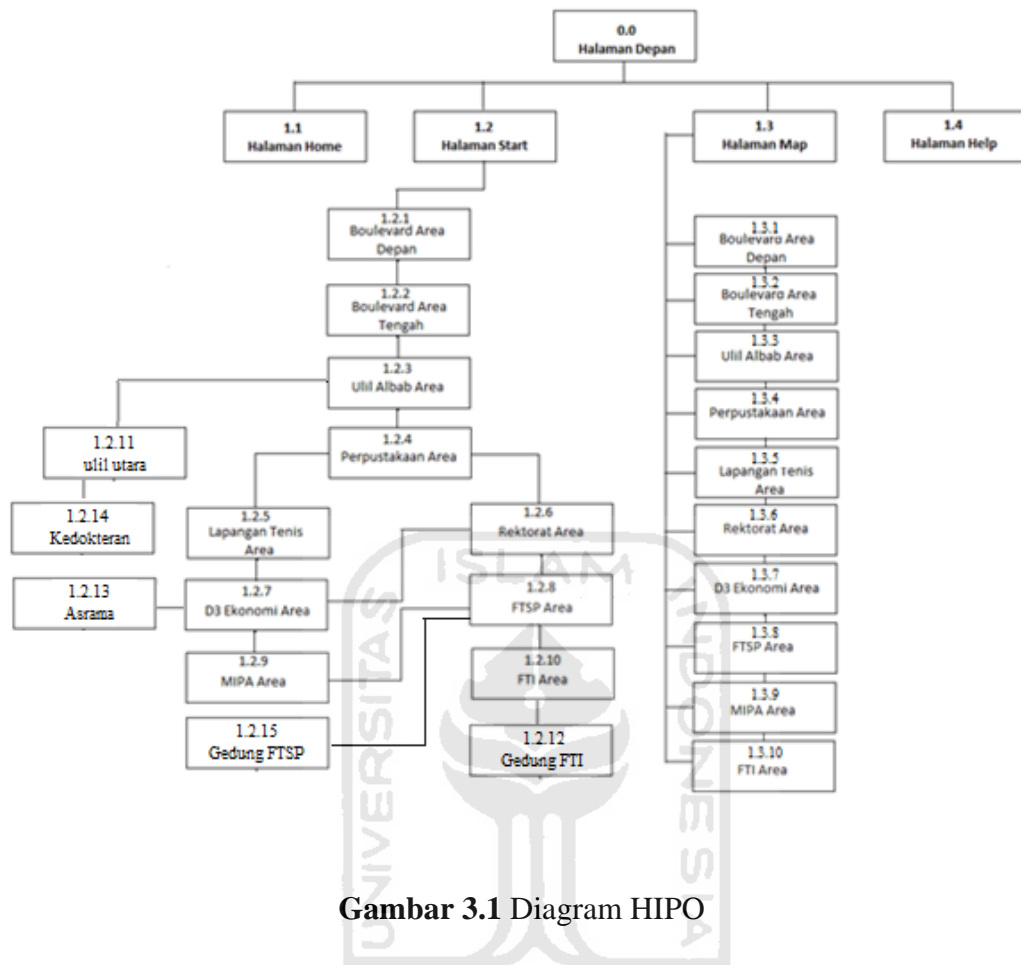 0.0
Halaman Depan
1.1
Halaman Home
1.2
Halaman Start
1.3
Halaman Map
1.4
Halaman Help
1.2.1
Boulevard Area
Depan
1.2.2
Boulevard Area
Tengah
1.2.3
Ulil Albab Area
1.2.11
ulil utara
1.2.4
Perpustakaan Area
1.2.14
Kedokteran
1.2.5
Lapangan Tenis
Area
1.2.6
Rektorat Area
1.2.13
Asrama
1.2.7
D3 Ekonomi Area
1.2.8
FTSP Area
1.2.9
MIPA Area
1.2.10
FTI Area
1.2.15
Gedung FTSP
1.2.12
Gedung FTI
1.3.1
Boulevard Area
Depan
1.3.2
Boulevard Area
Tengah
1.3.3
Ulil Albab Area
1.3.4
Perpustakaan Area
1.3.5
Lapangan Tenis
Area
1.3.6
Rektorat Area
1.3.7
D3 Ekonomi Area
1.3.8
FTSP Area
1.3.9
MIPA Area
1.3.10
FTI Area
UNIVERSITAS
ISLAM
INDONESIA
Gambar 3.1 Diagram HIPO